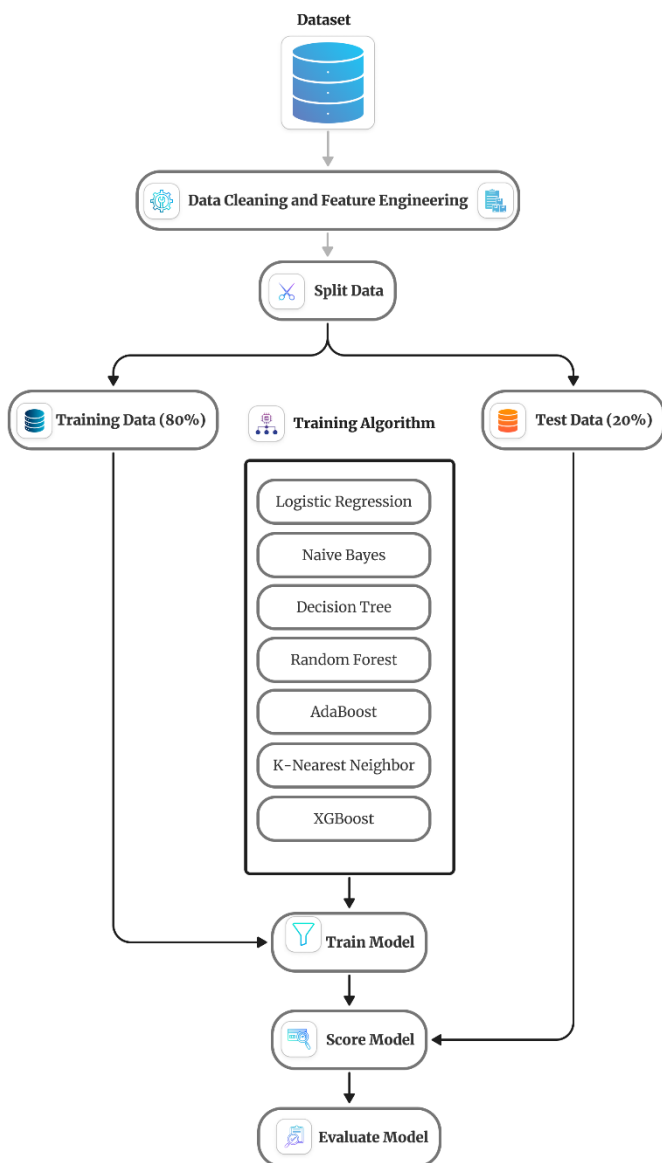 Dataset
Data Cleaning and Feature Engineering
Split Data
Training Data (80%)
Training Algorithm
Test Data (20%)
Logistic Regression
Naive Bayes
Decision Tree
Random Forest
AdaBoost
K-Nearest Neighbor
XGBoost
Train Model
Score Model
Evaluate Model